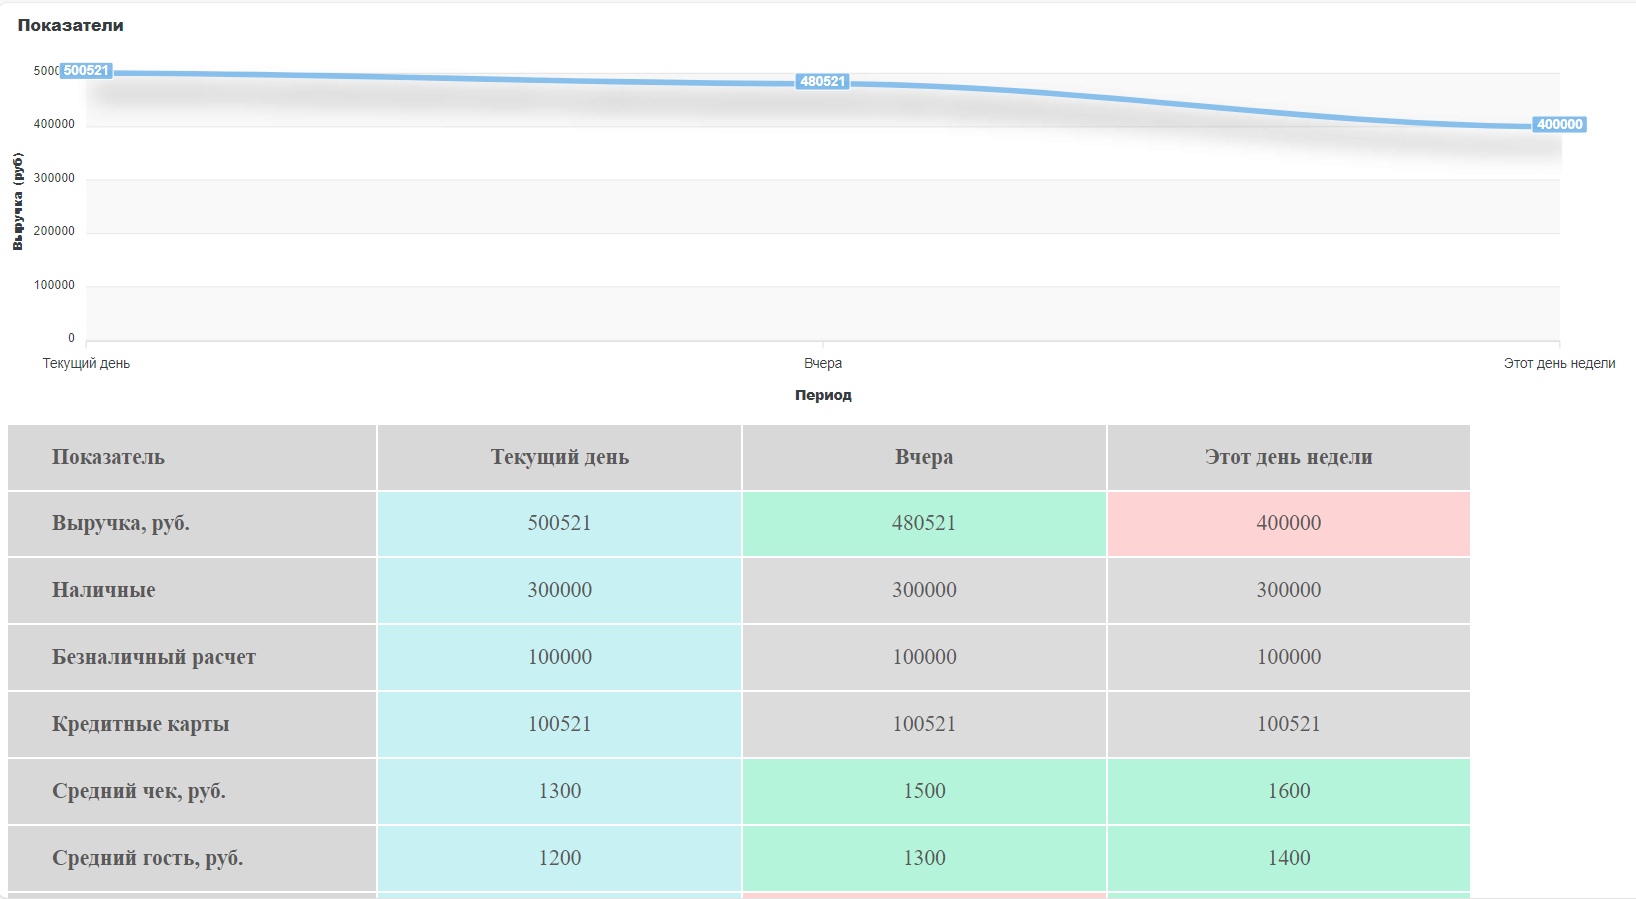 Показатели
500521
480521
400000
400000
300000
200000
100000
0
Выручка (руб)
Текущий день Вчера Этот день недели
Период
Показатель Текущий день Вчера Этот день недели
Выручка, руб. 500521 480521 400000
Наличные 300000 300000 300000
Безналичный расчет 100000 100000 100000
Кредитные карты 100521 100521 100521
Средний чек, руб. 1300 1500 1600
Средний гость, руб. 1200 1300 1400